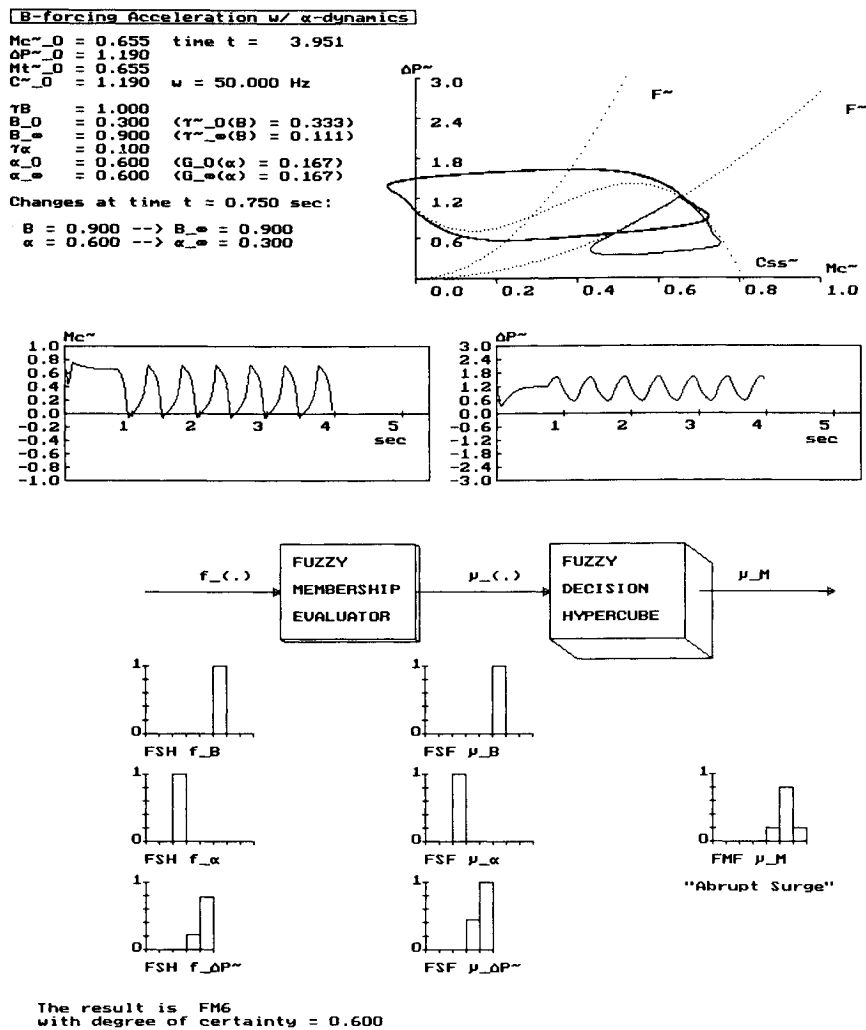 B-forcing Acceleration w/ α-dynamics
Mc~_0 = 0.655 time t = 3.951
ΔP~_0 = 1.190
Mt~_0 = 0.655
C~_0 = 1.190 w = 50.000 Hz
τB = 1.000
B_0 = 0.300 (τ~_0(B) = 0.333)
B_∞ = 0.900 (τ~_∞(B) = 0.111)
τα = 0.100
α_0 = 0.600 (G_0(α) = 0.167)
α_∞ = 0.600 (G_∞(α) = 0.167)
Changes at time t = 0.750 sec:
B = 0.900 --> B_∞ = 0.900
α = 0.600 --> α_∞ = 0.300
ΔP~
3.0
2.4
1.8
1.2
0.6
F~
F~
Css~
Mc~
0.0 0.2 0.4 0.6 0.8 1.0
Mc~
1.0
0.8
0.6
0.4
0.2
0.0
-0.2
-0.4
-0.6
-0.8
-1.0
1 2 3 4 5
sec
ΔP~
3.0
2.4
1.8
1.2
0.6
0.0
-0.6
-1.2
-1.8
-2.4
-3.0
1 2 3 4 5
sec
f_(.)
FUZZY
MEMBERSHIP
EVALUATOR
μ_(.)
FUZZY
DECISION
HYPERCUBE
μ_M
1
0
FSH f_B
1
0
FSF μ_B
1
0
FSH f_α
1
0
FSF μ_α
1
0
FMF μ_M
"Abrupt Surge"
1
0
FSH f_ΔP~
1
0
FSF μ_ΔP~
The result is FM6
with degree of certainty = 0.600